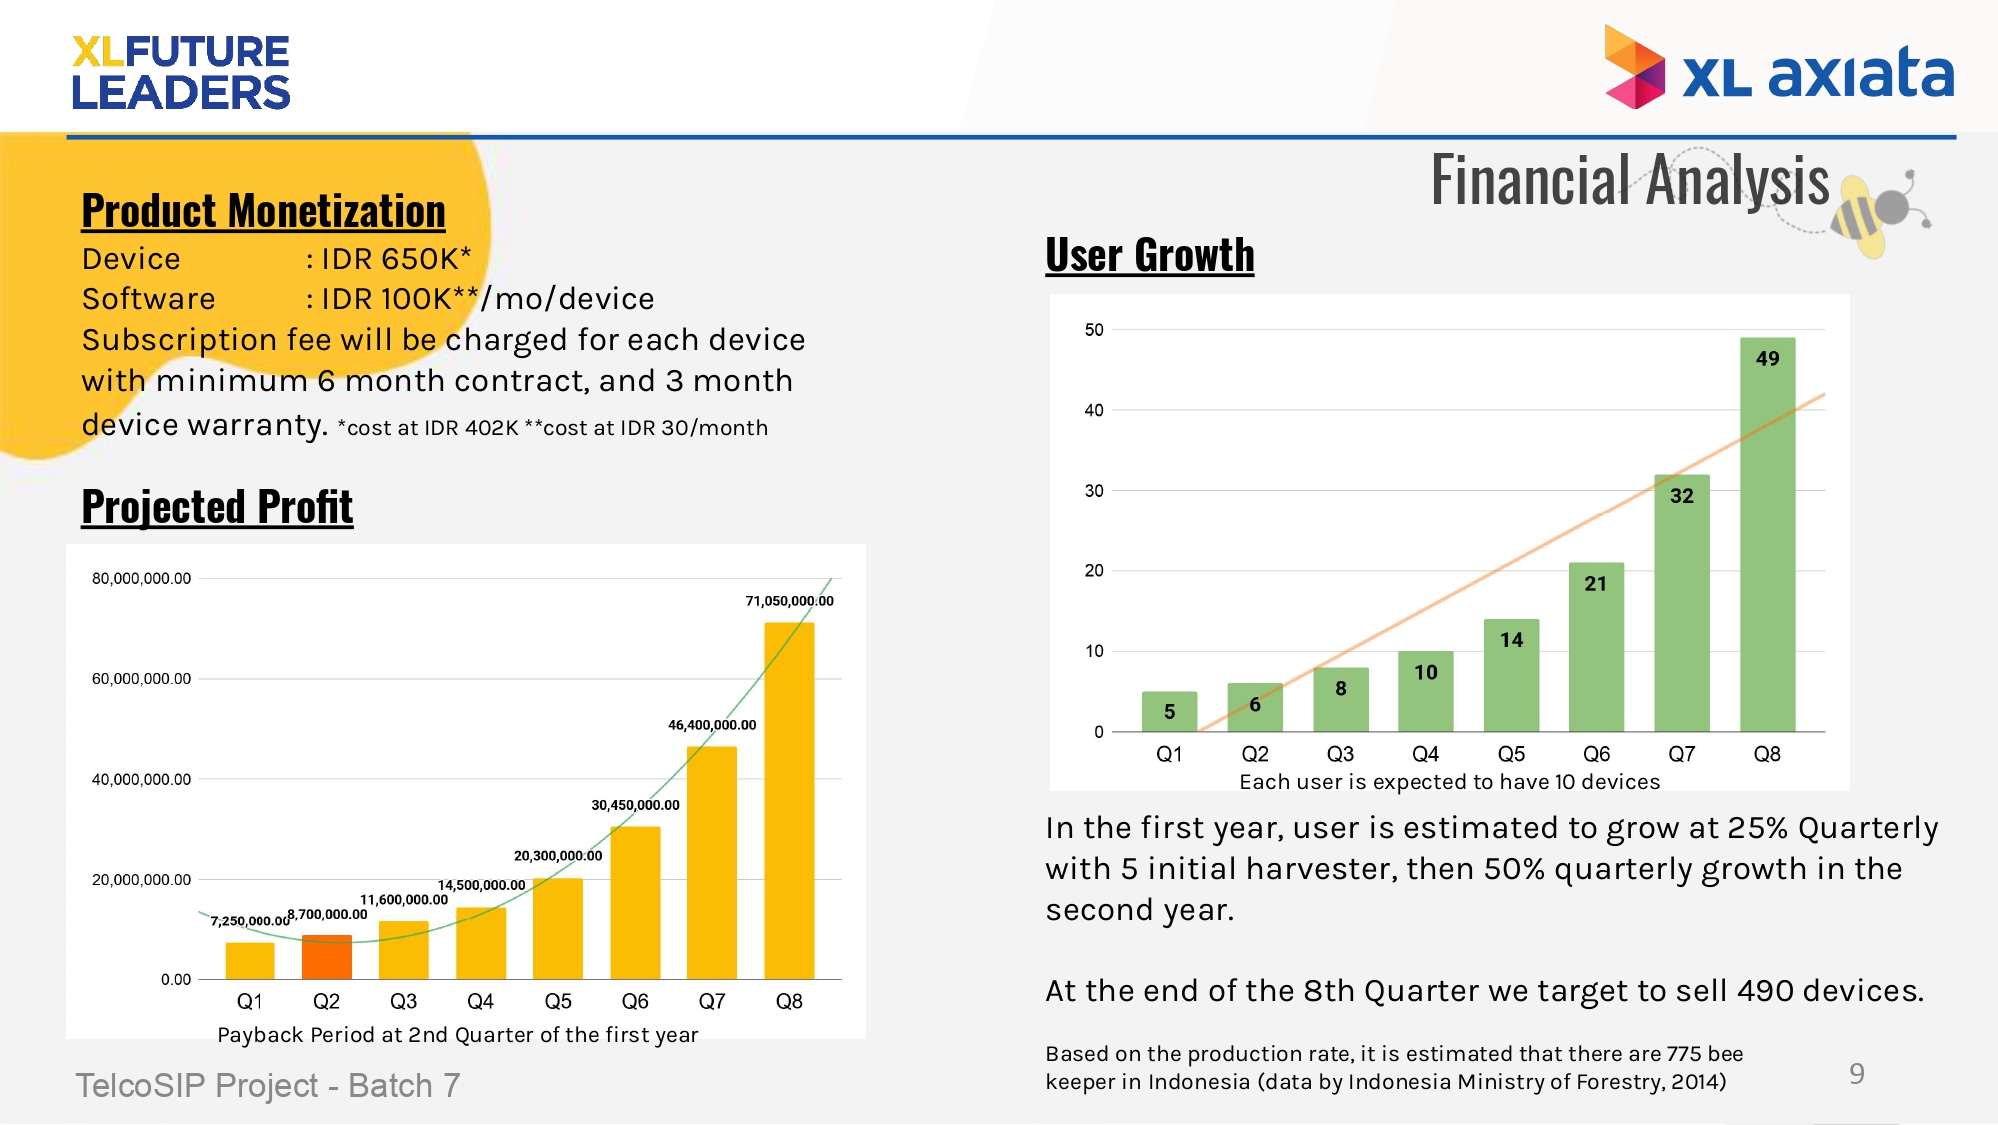 XLFUTURE
LEADERS
XL axiata
Financial Analysis
Product Monetization
Device : IDR 650K*
Software : IDR 100K**/mo/device
Subscription fee will be charged for each device
with minimum 6 month contract, and 3 month
device warranty. *cost at IDR 402K **cost at IDR 30/month
Projected Profit
80,000,000.00
60,000,000.00
40,000,000.00
20,000,000.00
0.00
7,250,000.00
8,700,000.00
11,600,000.00
14,500,000.00
20,300,000.00
30,450,000.00
46,400,000.00
71,050,000.00
Q1 Q2 Q3 Q4 Q5 Q6 Q7 Q8
Payback Period at 2nd Quarter of the first year
User Growth
50
40
30
20
10
0
5
6
8
10
14
21
32
49
Q1 Q2 Q3 Q4 Q5 Q6 Q7 Q8
Each user is expected to have 10 devices
In the first year, user is estimated to grow at 25% Quarterly
with 5 initial harvester, then 50% quarterly growth in the
second year.
At the end of the 8th Quarter we target to sell 490 devices.
Based on the production rate, it is estimated that there are 775 bee
keeper in Indonesia (data by Indonesia Ministry of Forestry, 2014)
TelcoSIP Project - Batch 7
9